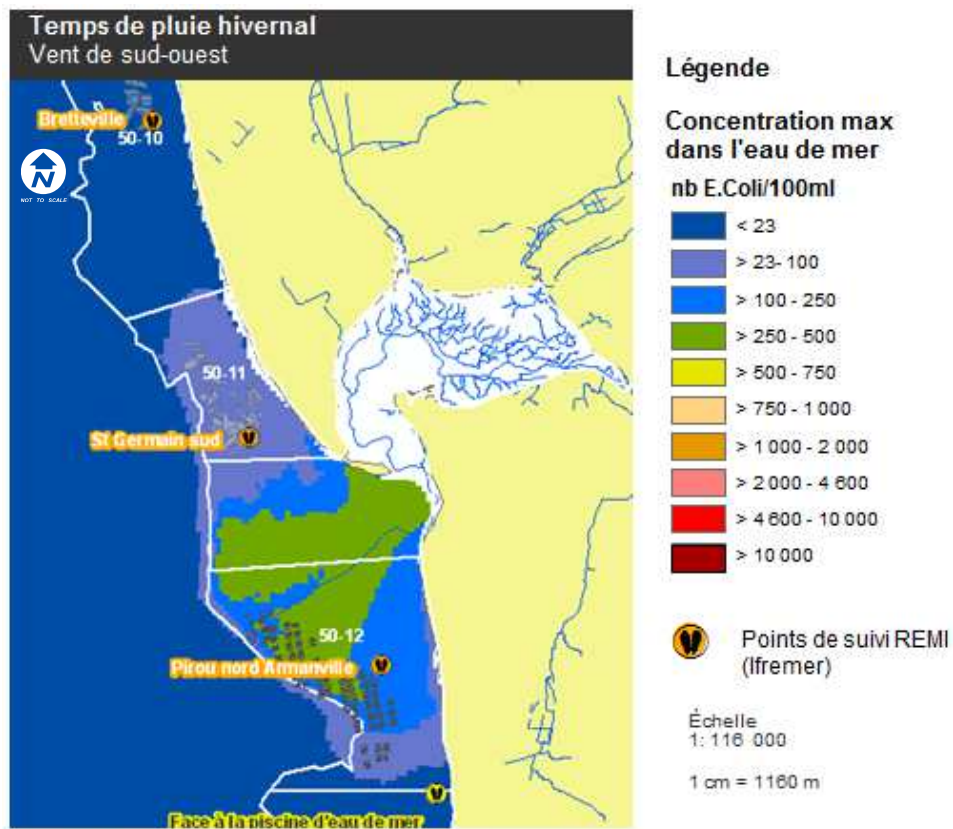 Temps de pluie hivernal
Vent de sud-ouest
Bretteville
50-10
N
NOT TO SCALE
50-11
St Germain sud
50-12
Pirou nord Armanville
Face à la piscine d'eau de mer
Légende
Concentration max
dans l'eau de mer
nb E.Coli/100ml
< 23
> 23- 100
> 100 - 250
> 250 - 500
> 500 - 750
> 750 - 1 000
> 1 000 - 2 000
> 2 000 - 4 600
> 4 600 - 10 000
> 10 000
Points de suivi REMI
(Ifremer)
Échelle
1: 116 000
1 cm = 1160 m